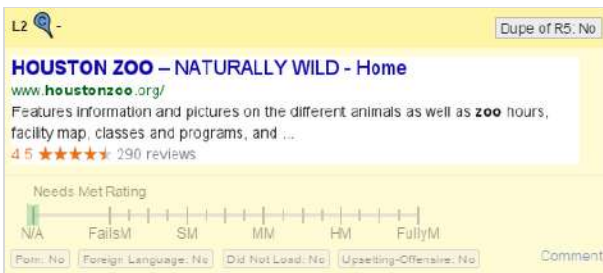 L2 -
Dupe of R5: No
HOUSTON ZOO – NATURALLY WILD - Home
www.houstonzoo.org/
Features information and pictures on the different animals as well as zoo hours,
facility map, classes and programs, and ...
4.5 ★★★★★ 290 reviews
Needs Met Rating
N/A FailsM SM MM HM FullyM
Porn: No Foreign Language: No Did Not Load: No Upsetting-Offensive: No Comment